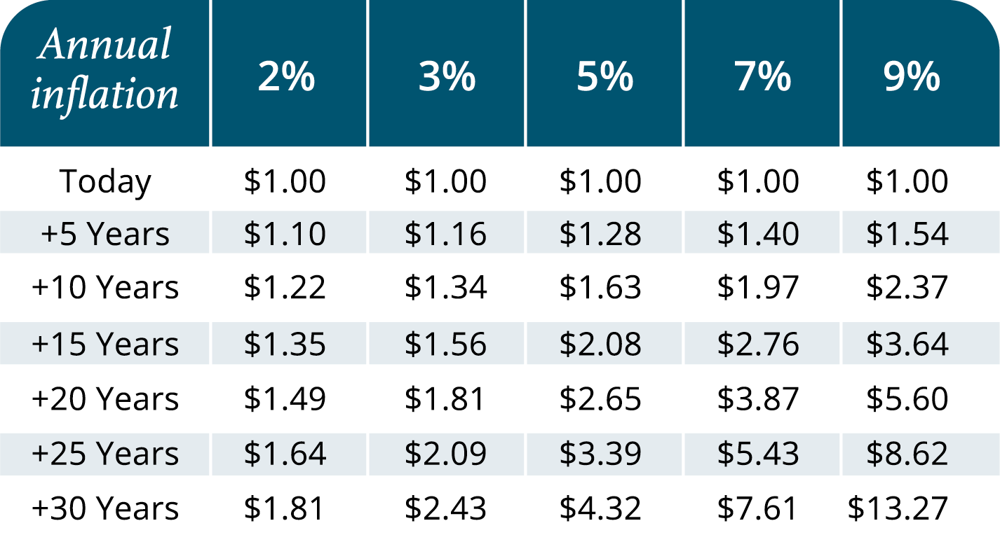 Annual
inflation 2% 3% 5% 7% 9%
Today $1.00 $1.00 $1.00 $1.00 $1.00
+5 Years $1.10 $1.16 $1.28 $1.40 $1.54
+10 Years $1.22 $1.34 $1.63 $1.97 $2.37
+15 Years $1.35 $1.56 $2.08 $2.76 $3.64
+20 Years $1.49 $1.81 $2.65 $3.87 $5.60
+25 Years $1.64 $2.09 $3.39 $5.43 $8.62
+30 Years $1.81 $2.43 $4.32 $7.61 $13.27